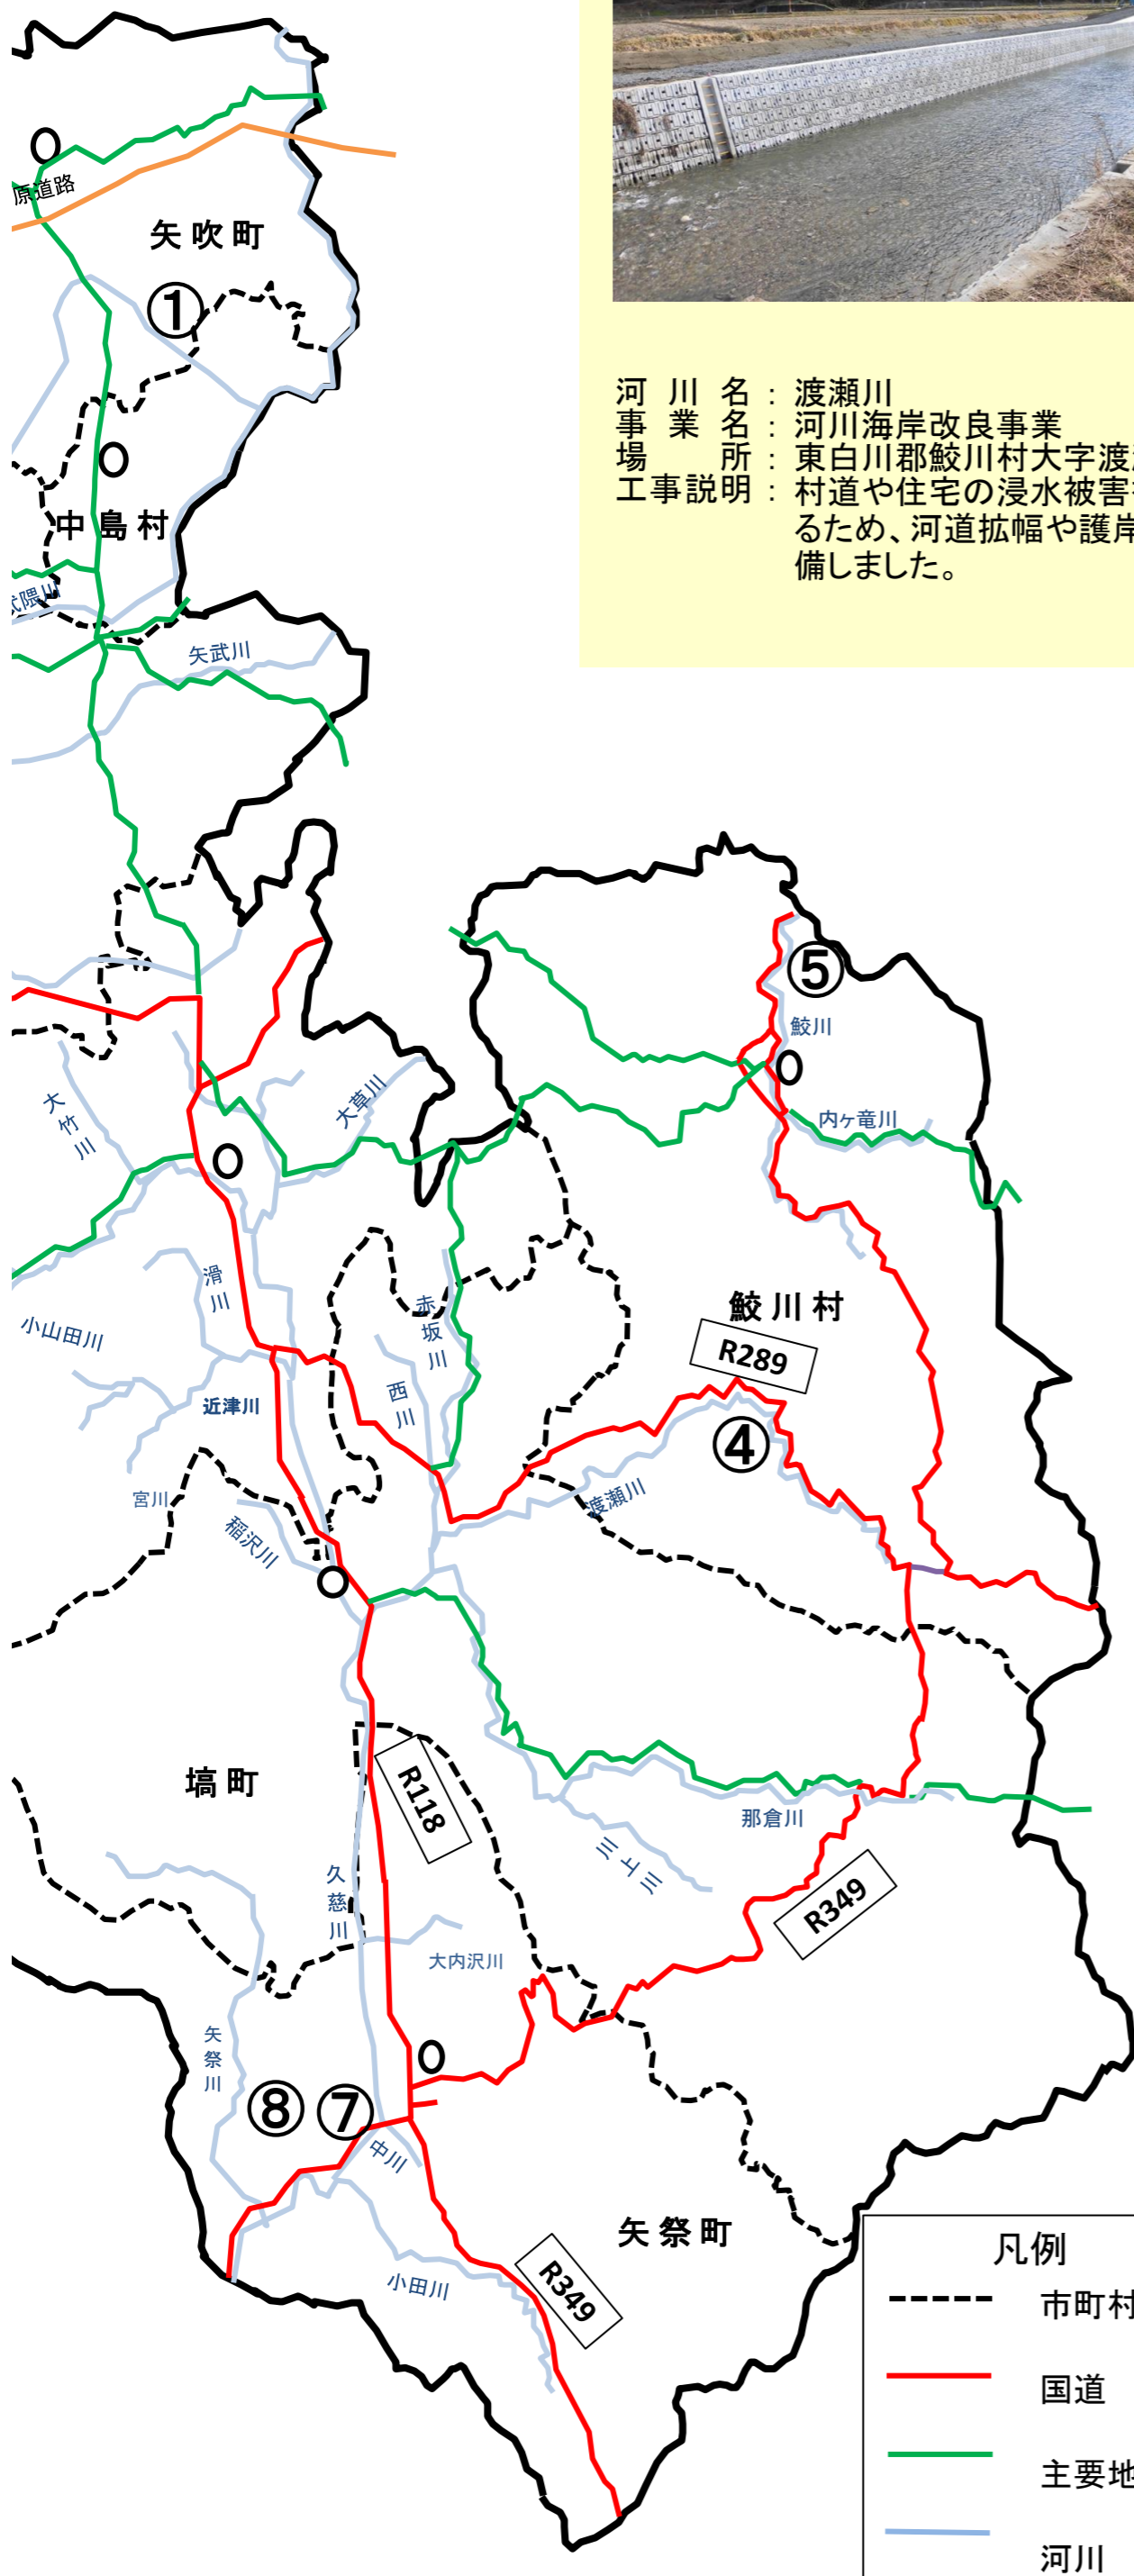 原道路
矢吹町
①
河川名：渡瀬川
事業名：河川海岸改良事業
場所：東白川郡鮫川村大字渡
工事説明：村道や住宅の浸水被害
るため、河道拡幅や護岸
備しました。
中島村
隈川
矢武川
⑤
鮫川
大竹川
大草川
内ヶ竜川
滑川
赤坂川
鮫川村
小山田川
R289
西川
近津川
④
宮川
渡瀬川
稲沢川
塙町
R118
那倉川
川上川
久慈川
R349
大内沢川
矢祭川
⑧
⑦
中川
矢祭町
小田川
R349
凡例
市町村
国道
主要地
河川